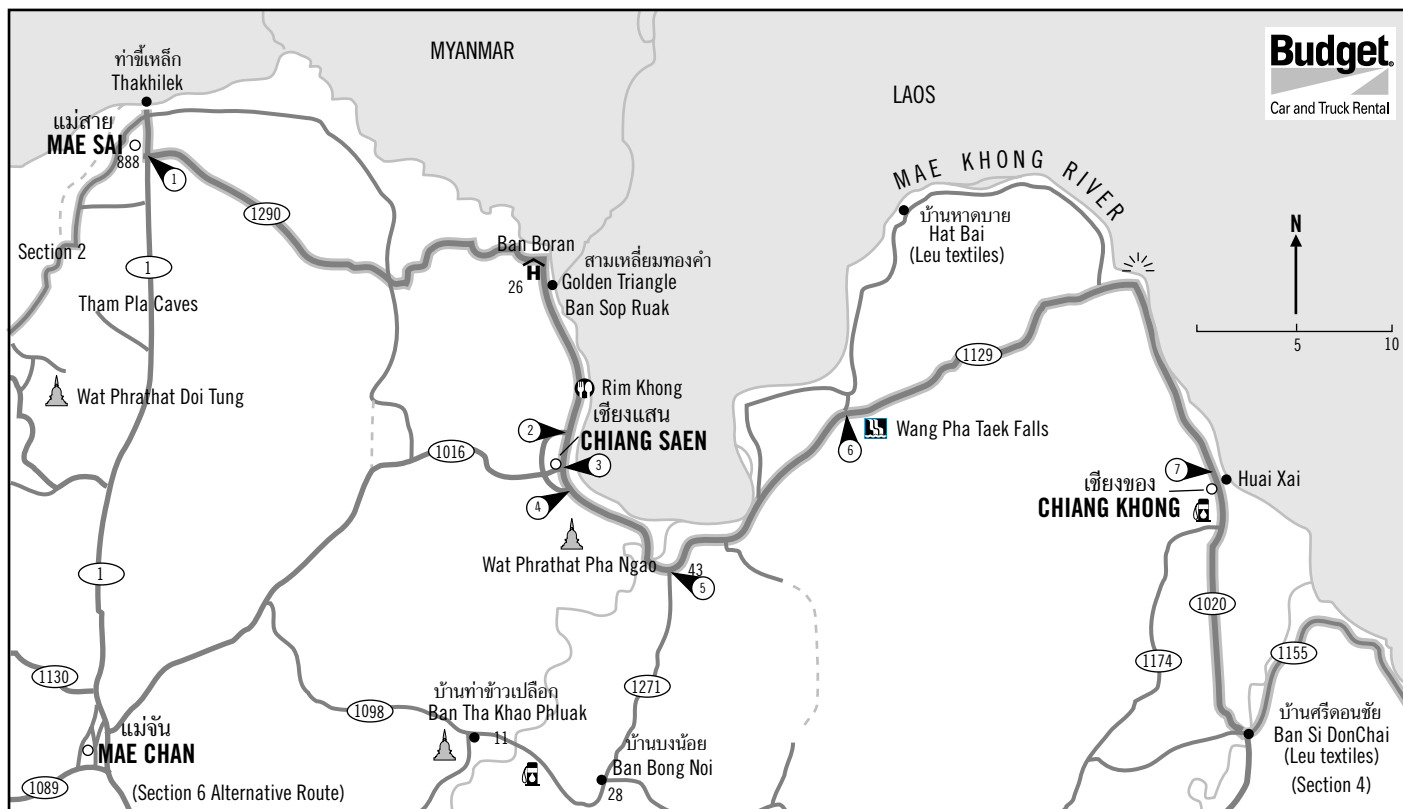 MYANMAR
Budget
Car and Truck Rental
ท่าขี้เหล็ก
Thakhilek
LAOS
แม่สาย
MAE SAI
888
1
MAE KHONG RIVER
บ้านหาดบาย
Hat Bai
(Leu textiles)
1290
N
Section 2
Ban Boran
สามเหลี่ยมทองคำ
Golden Triangle
26
Ban Sop Ruak
1
Tham Pla Caves
5
10
1129
Wat Phrathat Doi Tung
Rim Khong
เชียงแสน
CHIANG SAEN
2
3
4
1016
6
Wang Pha Taek Falls
7
Huai Xai
เชียงของ
CHIANG KHONG
Wat Phrathat Pha Ngao
43
5
1
1020
1130
1174
1155
1271
1098
บ้านท่าข้าวเปลือก
Ban Tha Khao Phluak
11
แม่จัน
MAE CHAN
บ้านบงน้อย
Ban Bong Noi
28
บ้านศรีดอนชัย
Ban Si DonChai
(Leu textiles)
(Section 4)
1089
(Section 6 Alternative Route)